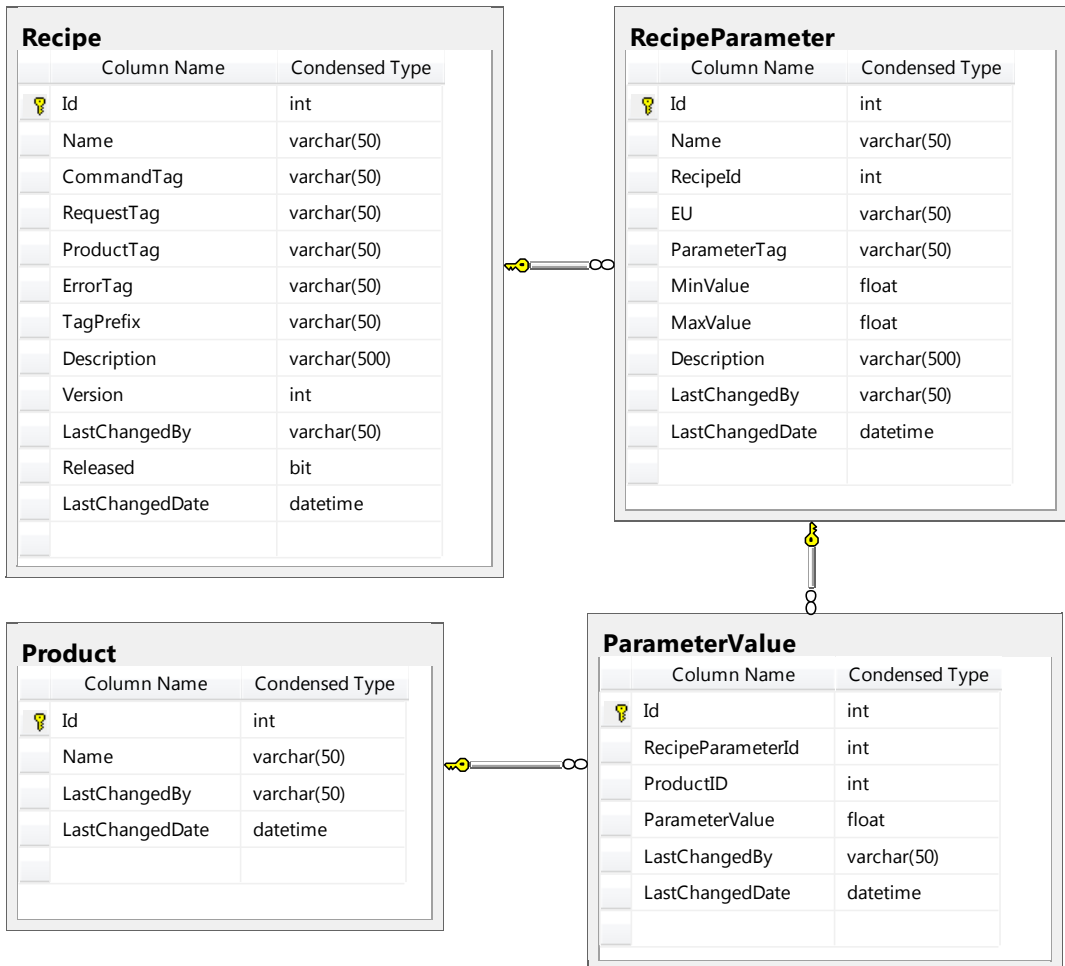 Recipe
Column Name Condensed Type
Id int
Name varchar(50)
CommandTag varchar(50)
RequestTag varchar(50)
ProductTag varchar(50)
ErrorTag varchar(50)
TagPrefix varchar(50)
Description varchar(500)
Version int
LastChangedBy varchar(50)
Released bit
LastChangedDate datetime
RecipeParameter
Column Name Condensed Type
Id int
Name varchar(50)
RecipeId int
EU varchar(50)
ParameterTag varchar(50)
MinValue float
MaxValue float
Description varchar(500)
LastChangedBy varchar(50)
LastChangedDate datetime
Product
Column Name Condensed Type
Id int
Name varchar(50)
LastChangedBy varchar(50)
LastChangedDate datetime
ParameterValue
Column Name Condensed Type
Id int
RecipeParameterId int
ProductID int
ParameterValue float
LastChangedBy varchar(50)
LastChangedDate datetime